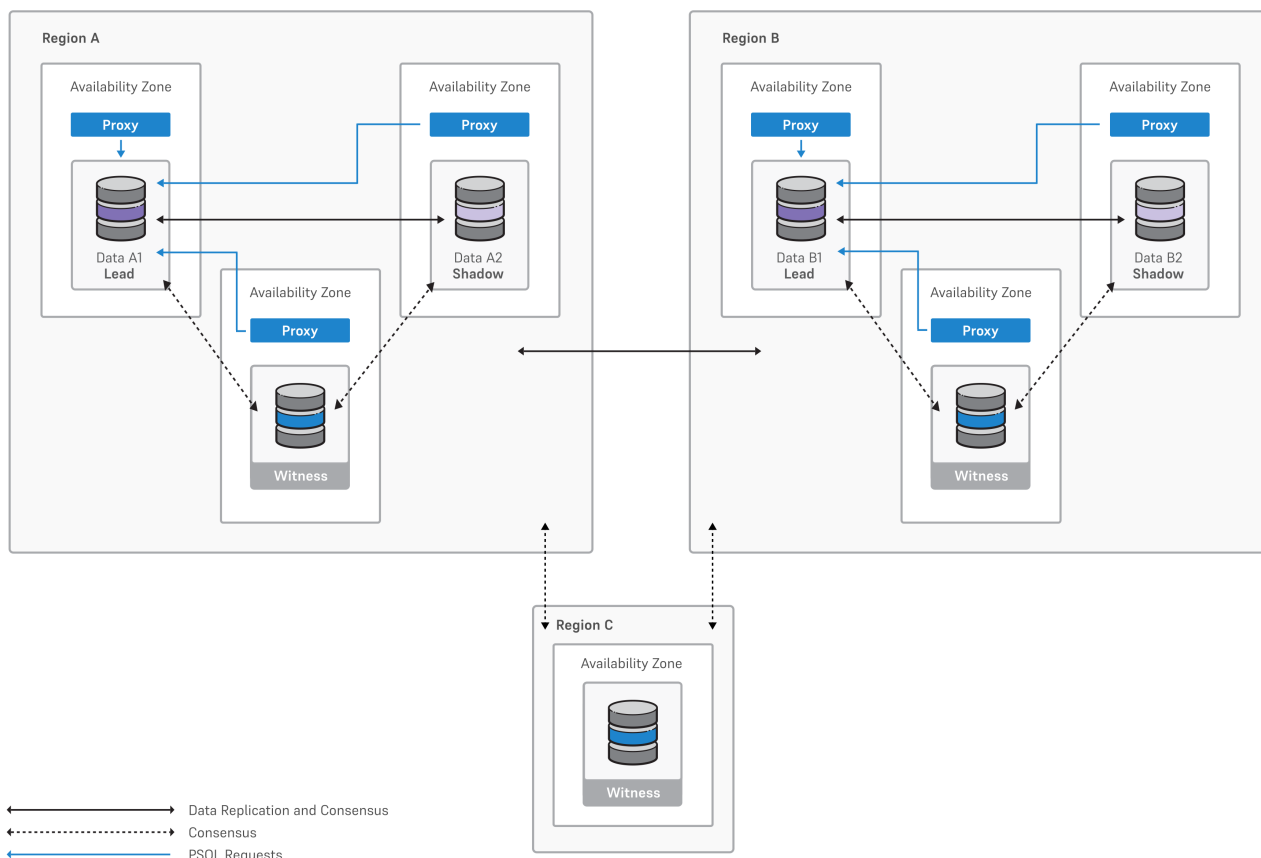 Region A
Availability Zone
Proxy
Data A1
Lead
Availability Zone
Proxy
Data A2
Shadow
Availability Zone
Proxy
Witness
Region B
Availability Zone
Proxy
Data B1
Lead
Availability Zone
Proxy
Data B2
Shadow
Availability Zone
Proxy
Witness
Region C
Availability Zone
Witness
Data Replication and Consensus
Consensus
PSQL Requests